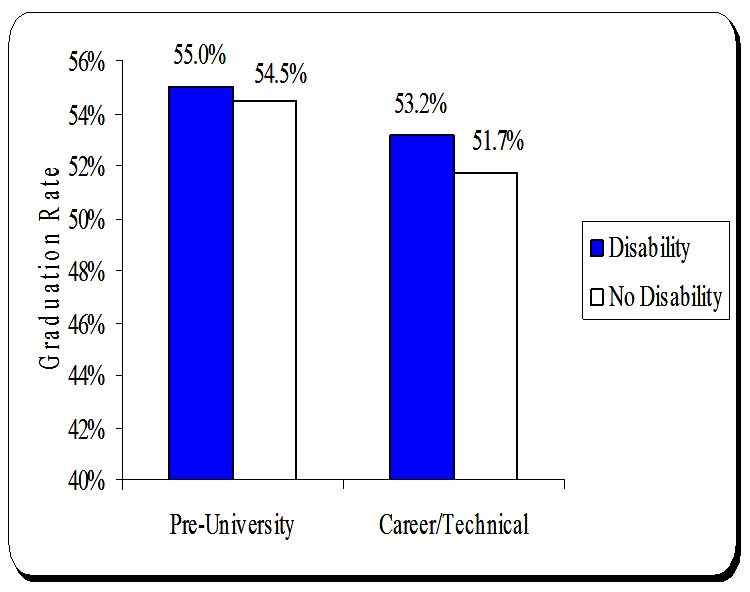 55.0%
54.5%
53.2%
51.7%
56%
54%
52%
50%
48%
46%
44%
42%
40%
Graduation Rate
Pre-University
Career/Technical
Disability
No Disability